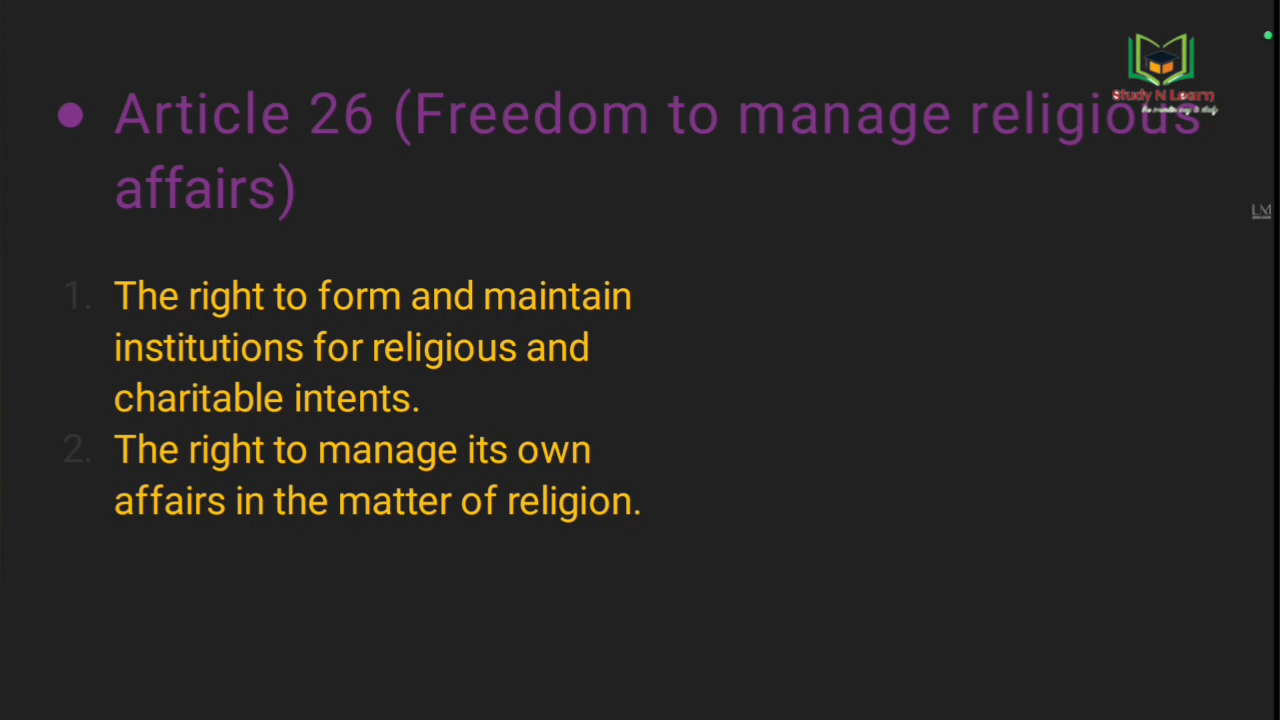 Study N Learn
● Article 26 (Freedom to manage religious
affairs)
LM
1. The right to form and maintain
institutions for religious and
charitable intents.
2. The right to manage its own
affairs in the matter of religion.